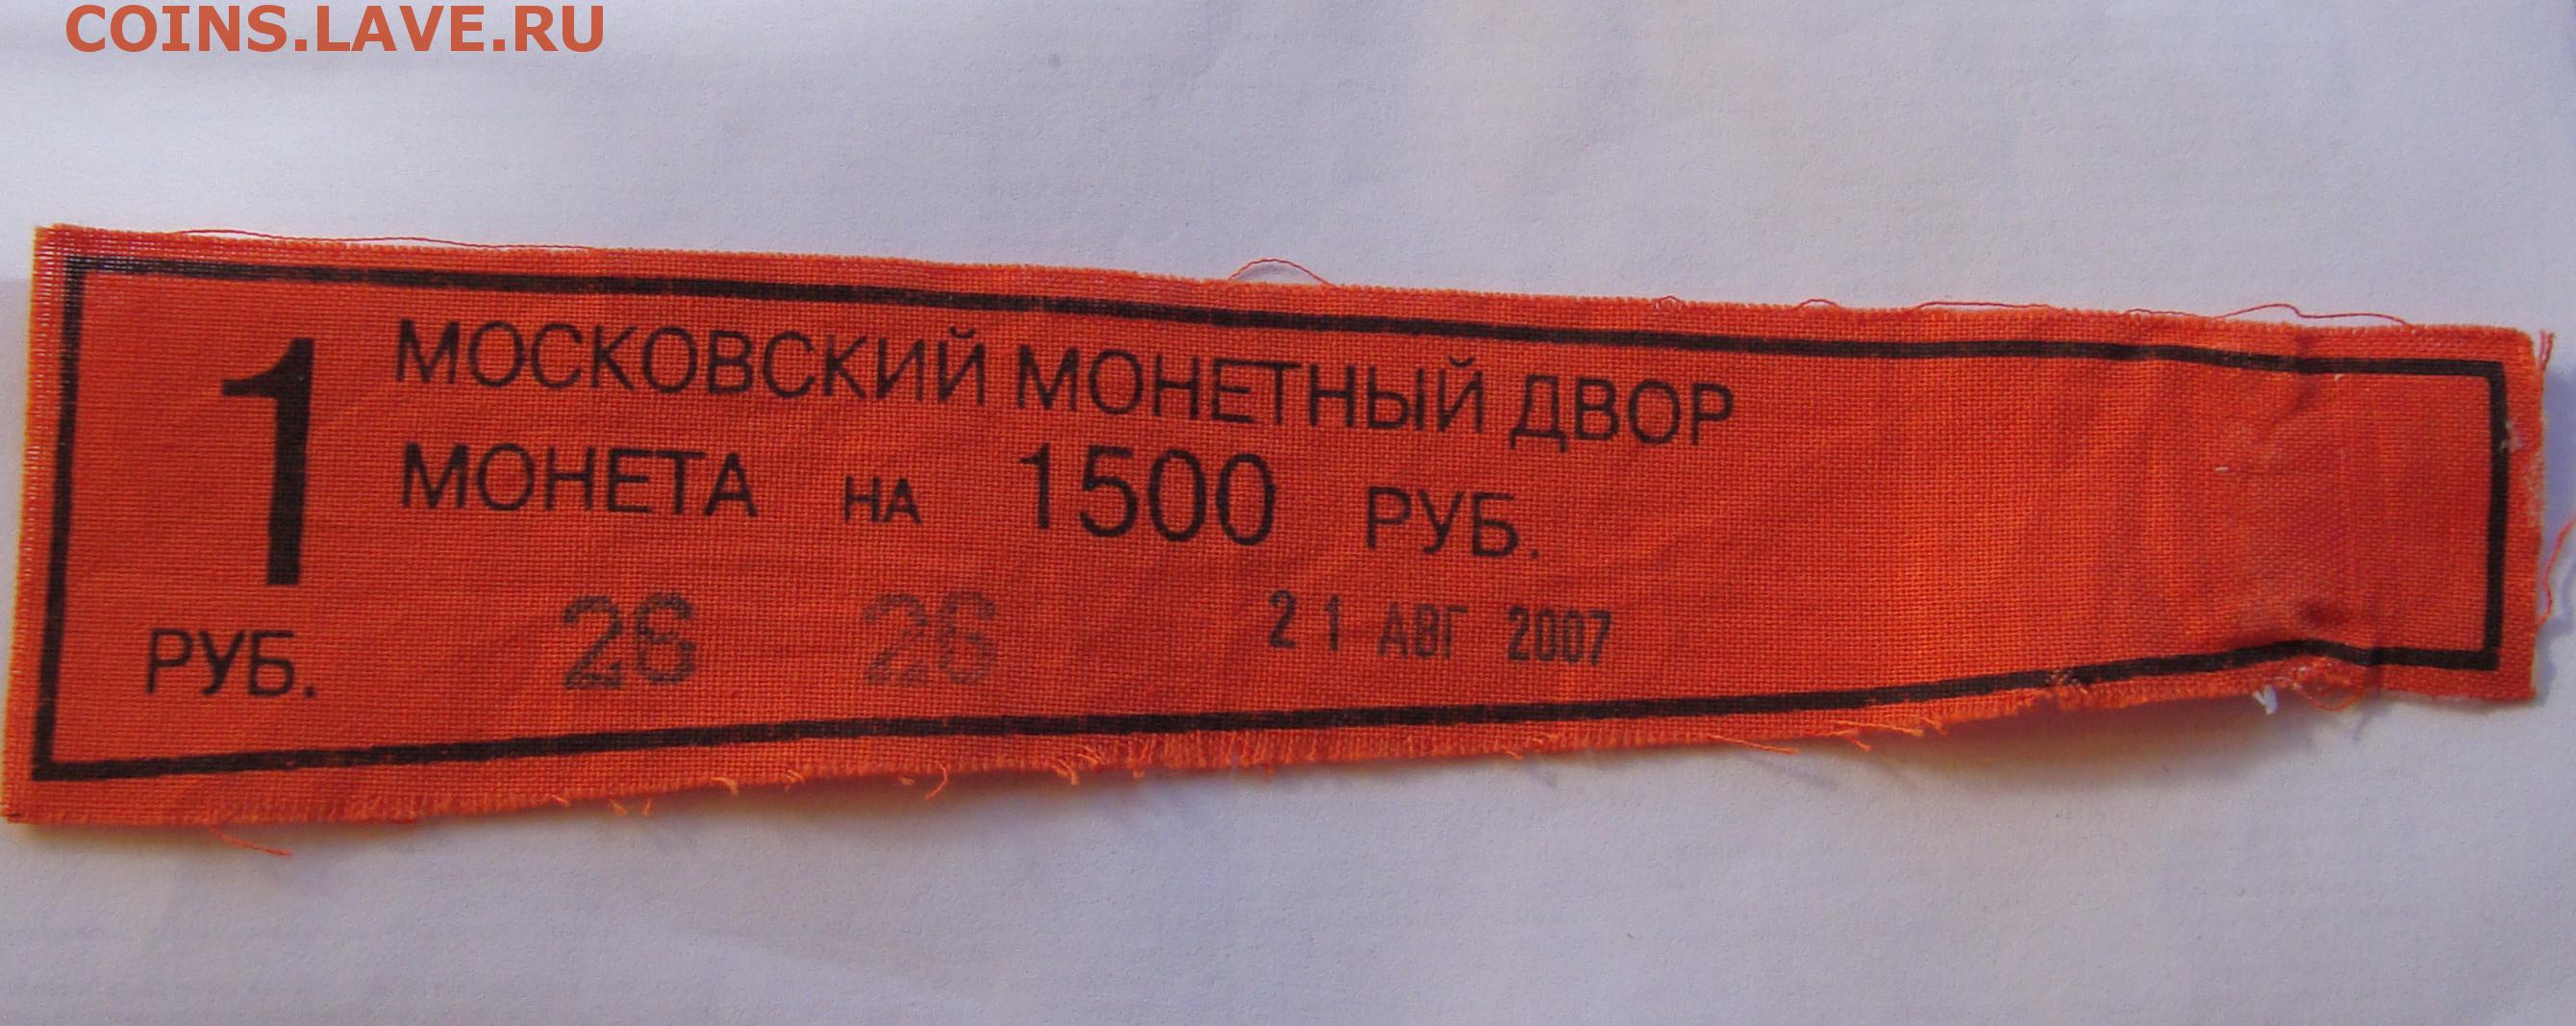 COINS.LAVE.RU
1 МОСКОВСКИЙ МОНЕТНЫЙ ДВОР
МОНЕТА НА 1500 РУБ.
РУБ. 26 26 21 АВГ 2007